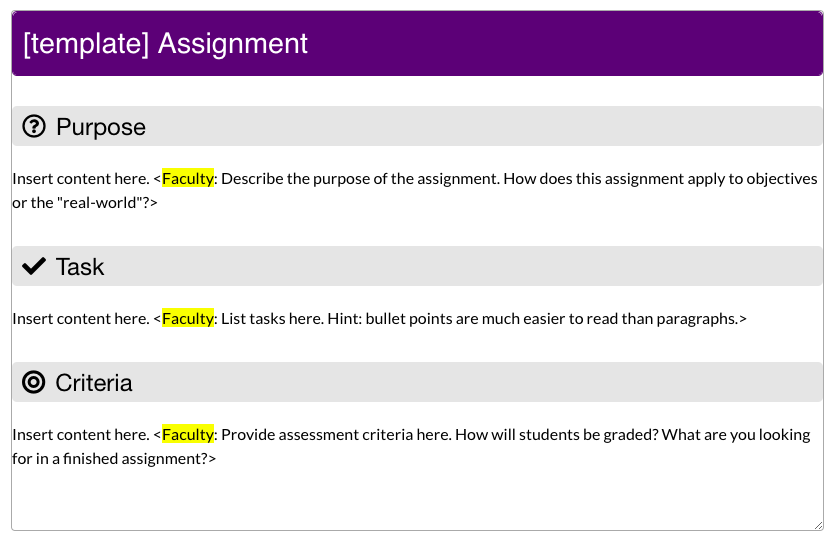 [template] Assignment
Purpose
Insert content here. <Faculty: Describe the purpose of the assignment. How does this assignment apply to objectives
or the "real-world"?>
Task
Insert content here. <Faculty: List tasks here. Hint: bullet points are much easier to read than paragraphs.>
Criteria
Insert content here. <Faculty: Provide assessment criteria here. How will students be graded? What are you looking
for in a finished assignment?>